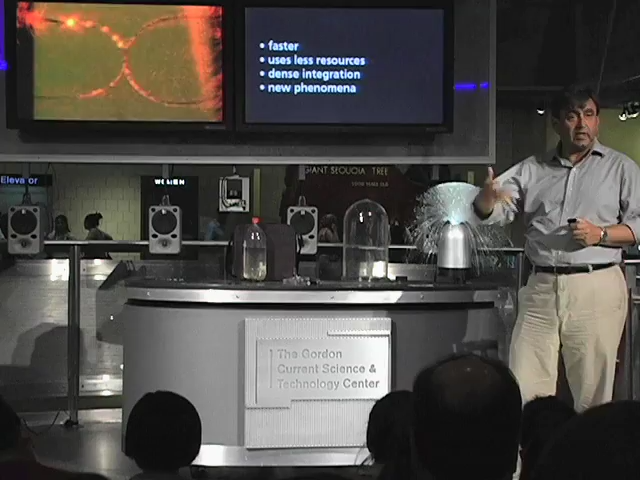 • faster
• uses less resources
• dense integration
• new phenomena
Elevator
WOMEN
GIANT SEQUOIA TREE
The Gordon
Current Science &
Technology Center